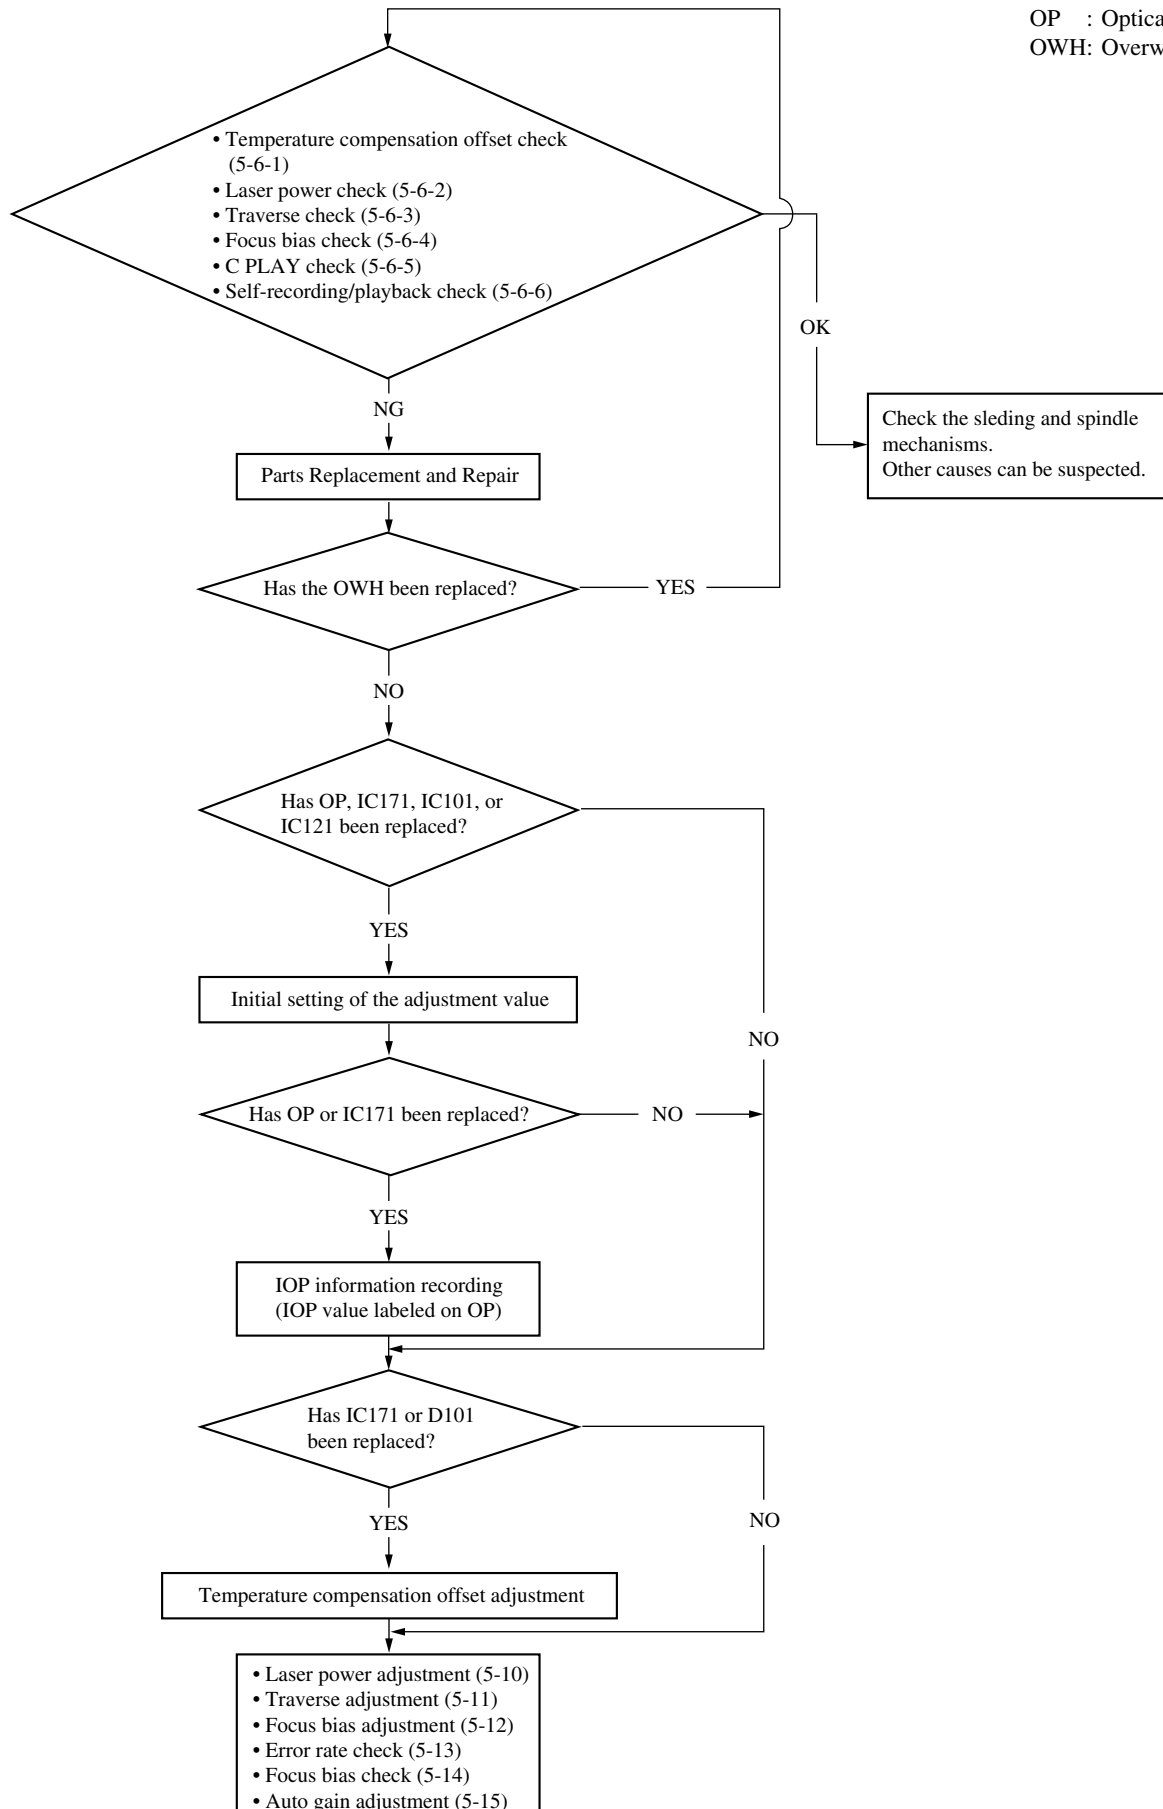 OP : Optica
OWH: Overw
• Temperature compensation offset check
(5-6-1)
• Laser power check (5-6-2)
• Traverse check (5-6-3)
• Focus bias check (5-6-4)
• C PLAY check (5-6-5)
• Self-recording/playback check (5-6-6)
OK
NG
Check the sleding and spindle
mechanisms.
Other causes can be suspected.
Parts Replacement and Repair
Has the OWH been replaced?
YES
NO
Has OP, IC171, IC101, or
IC121 been replaced?
YES
Initial setting of the adjustment value
NO
Has OP or IC171 been replaced?
NO
YES
IOP information recording
(IOP value labeled on OP)
Has IC171 or D101
been replaced?
YES
NO
Temperature compensation offset adjustment
• Laser power adjustment (5-10)
• Traverse adjustment (5-11)
• Focus bias adjustment (5-12)
• Error rate check (5-13)
• Focus bias check (5-14)
• Auto gain adjustment (5-15)